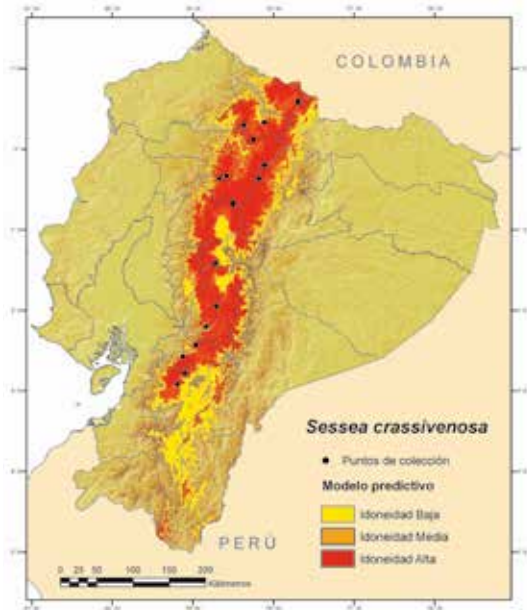 COLOMBIA
Sessea crassivenosa
Puntos de colección
Modelo predictivo
Idoneidad Baja
Idoneidad Media
Idoneidad Alta
PERÚ
0 25 50 100 150 200
Kilómetros